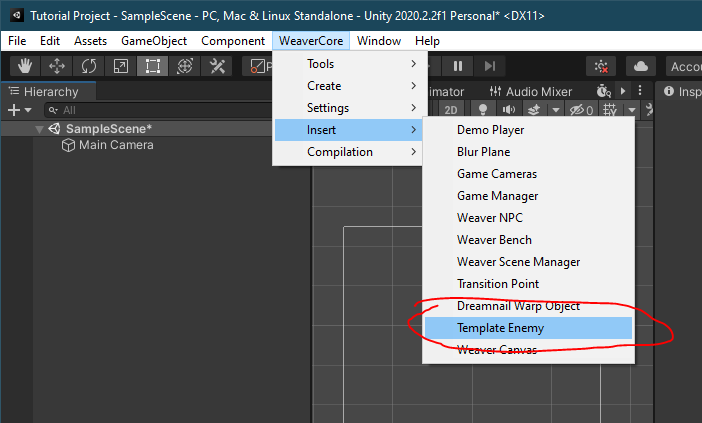 Tutorial Project - SampleScene - PC, Mac & Linux Standalone - Unity 2020.2.2f1 Personal* <DX11>
File Edit Assets GameObject Component WeaverCore Window Help
Accou
Hierarchy
imator
Audio Mixer
Insp
All
2D
0
SampleScene*
Main Camera
Tools
Create
Settings
Insert
Compilation
Demo Player
Blur Plane
Game Cameras
Game Manager
Weaver NPC
Weaver Bench
Weaver Scene Manager
Transition Point
Dreamnail Warp Object
Template Enemy
Weaver Canvas